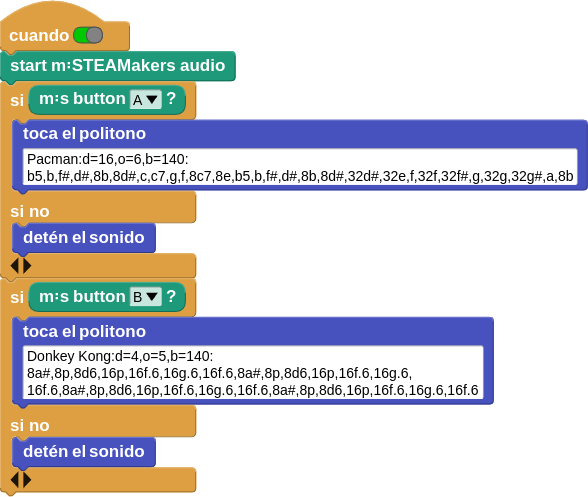 cuando
start m:STEAMakers audio
si m:s button A ?
toca el politono
Pacman:d=16,o=6,b=140:
b5,b,f#,d#,8b,8d#,c,c7,g,f,8c7,8e,b5,b,f#,d#,8b,8d#,32d#,32e,f,32f,32f#,g,32g,32g#,a,8b
si no
detén el sonido
si m:s button B ?
toca el politono
Donkey Kong:d=4,o=5,b=140:
8a#,8p,8d6,16p,16f.6,16g.6,16f.6,8a#,8p,8d6,16p,16f.6,16g.6,
16f.6,8a#,8p,8d6,16p,16f.6,16g.6,16f.6,8a#,8p,8d6,16p,16f.6,16g.6,16f.6
si no
detén el sonido